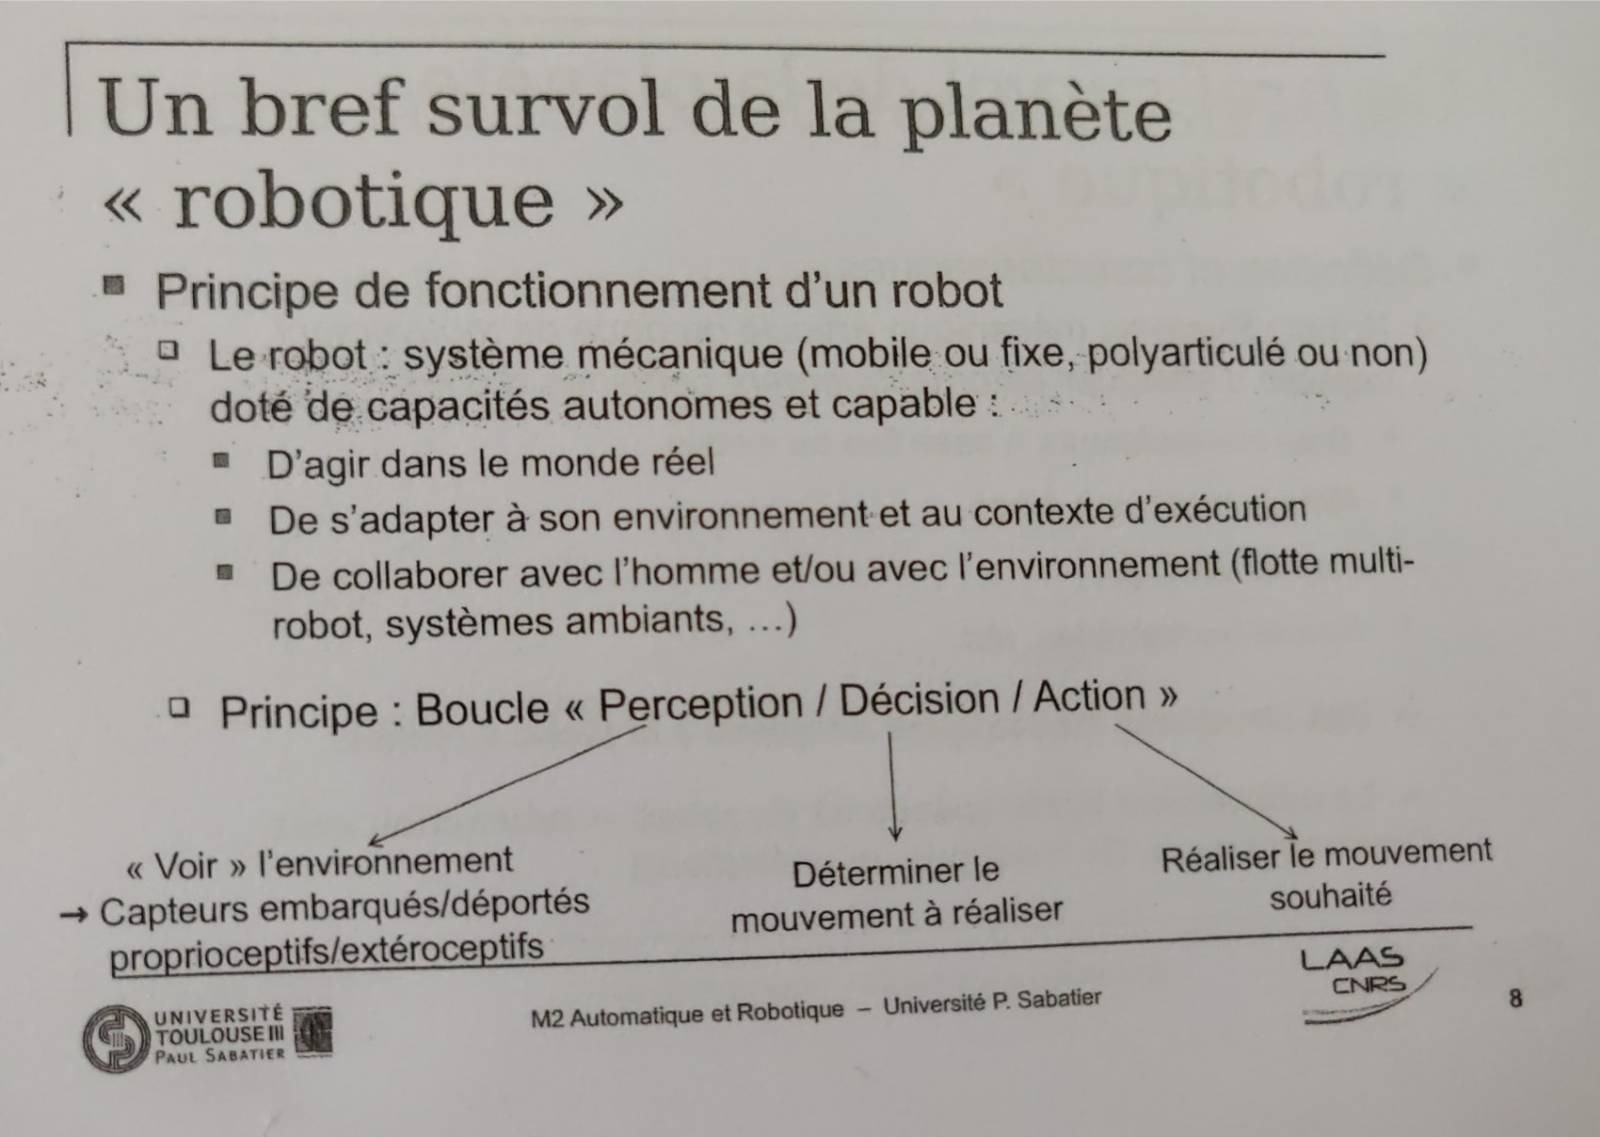 Un bref survol de la planète
« robotique »
Principe de fonctionnement d'un robot
Le robot : système mécanique (mobile ou fixe, polyarticulé ou non)
doté de capacités autonomes et capable :
D'agir dans le monde réel
De s'adapter à son environnement et au contexte d'exécution
De collaborer avec l'homme et/ou avec l'environnement (flotte multi-
robot, systèmes ambiants, ...)
Principe : Boucle « Perception / Décision / Action »
« Voir » l'environnement
→ Capteurs embarqués/déportés
proprioceptifs/extéroceptifs
Déterminer le
mouvement à réaliser
Réaliser le mouvement
souhaité
UNIVERSITÉ
TOULOUSE III
PAUL SABATIER
M2 Automatique et Robotique – Université P. Sabatier
LAAS
CNRS
8